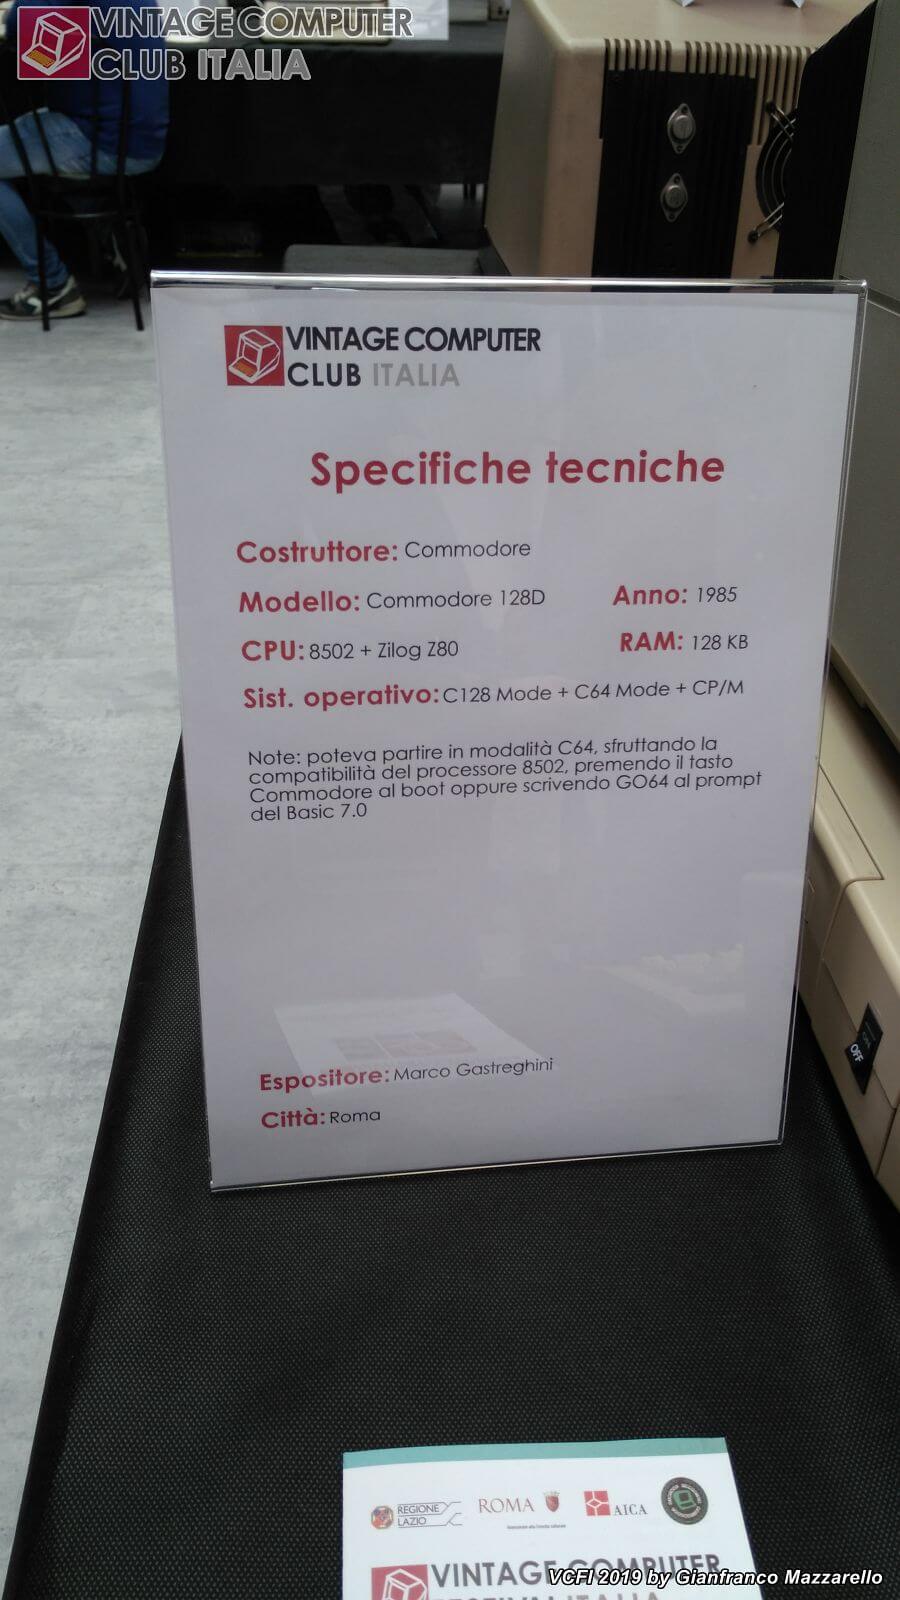 VINTAGE COMPUTER
CLUB ITALIA
VINTAGE COMPUTER
CLUB ITALIA
Specifiche tecniche
Costruttore: Commodore
Modello: Commodore 128D Anno: 1985
CPU: 8502 + Zilog Z80 RAM: 128 KB
Sist. operativo: C128 Mode + C64 Mode + CP/M
Note: poteva partire in modalità C64, sfruttando la
compatibilità del processore 8502, premendo il tasto
Commodore al boot oppure scrivendo GO64 al prompt
del Basic 7.0
OFF
Espositore: Marco Gastreghini
Città: Roma
REGIONE
LAZIO
ROMA
AICA
VINTAGE COMPUTER
FESTIVAL ITALIA
VCFI 2019 by Gianfranco Mazzarello